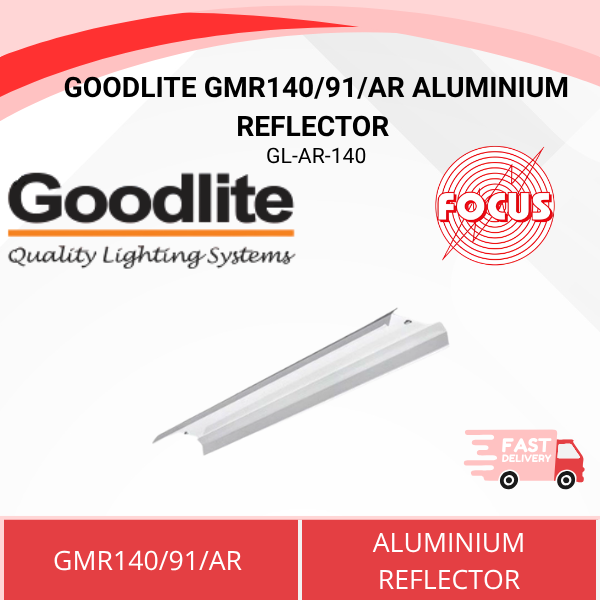 GOODLITE GMR140/91/AR ALUMINIUM
REFLECTOR
GL-AR-140
Goodlite
Quality Lighting Systems
FOCUS
FAST
DELIVERY
GMR140/91/AR
ALUMINIUM
REFLECTOR